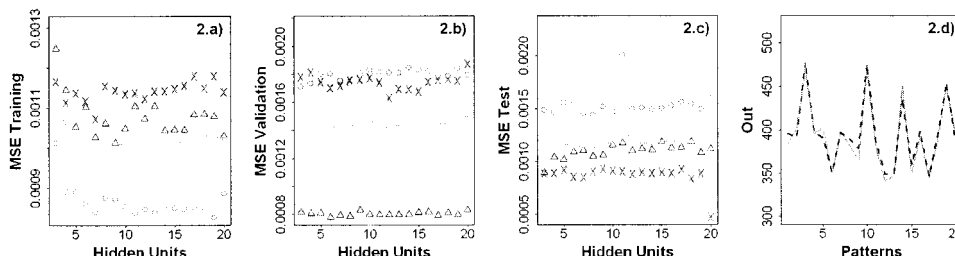 2.a)
MSE Training
0.0009 0.0011 0.0013
5 10 15 20
Hidden Units
2.b)
MSE Validation
0.0008 0.0012 0.0016 0.0020
5 10 15 20
Hidden Units
2.c)
MSE Test
0.0005 0.0010 0.0015 0.0020
5 10 15 20
Hidden Units
2.d)
Out
300 350 400 450 500
5 10 15 20
Patterns